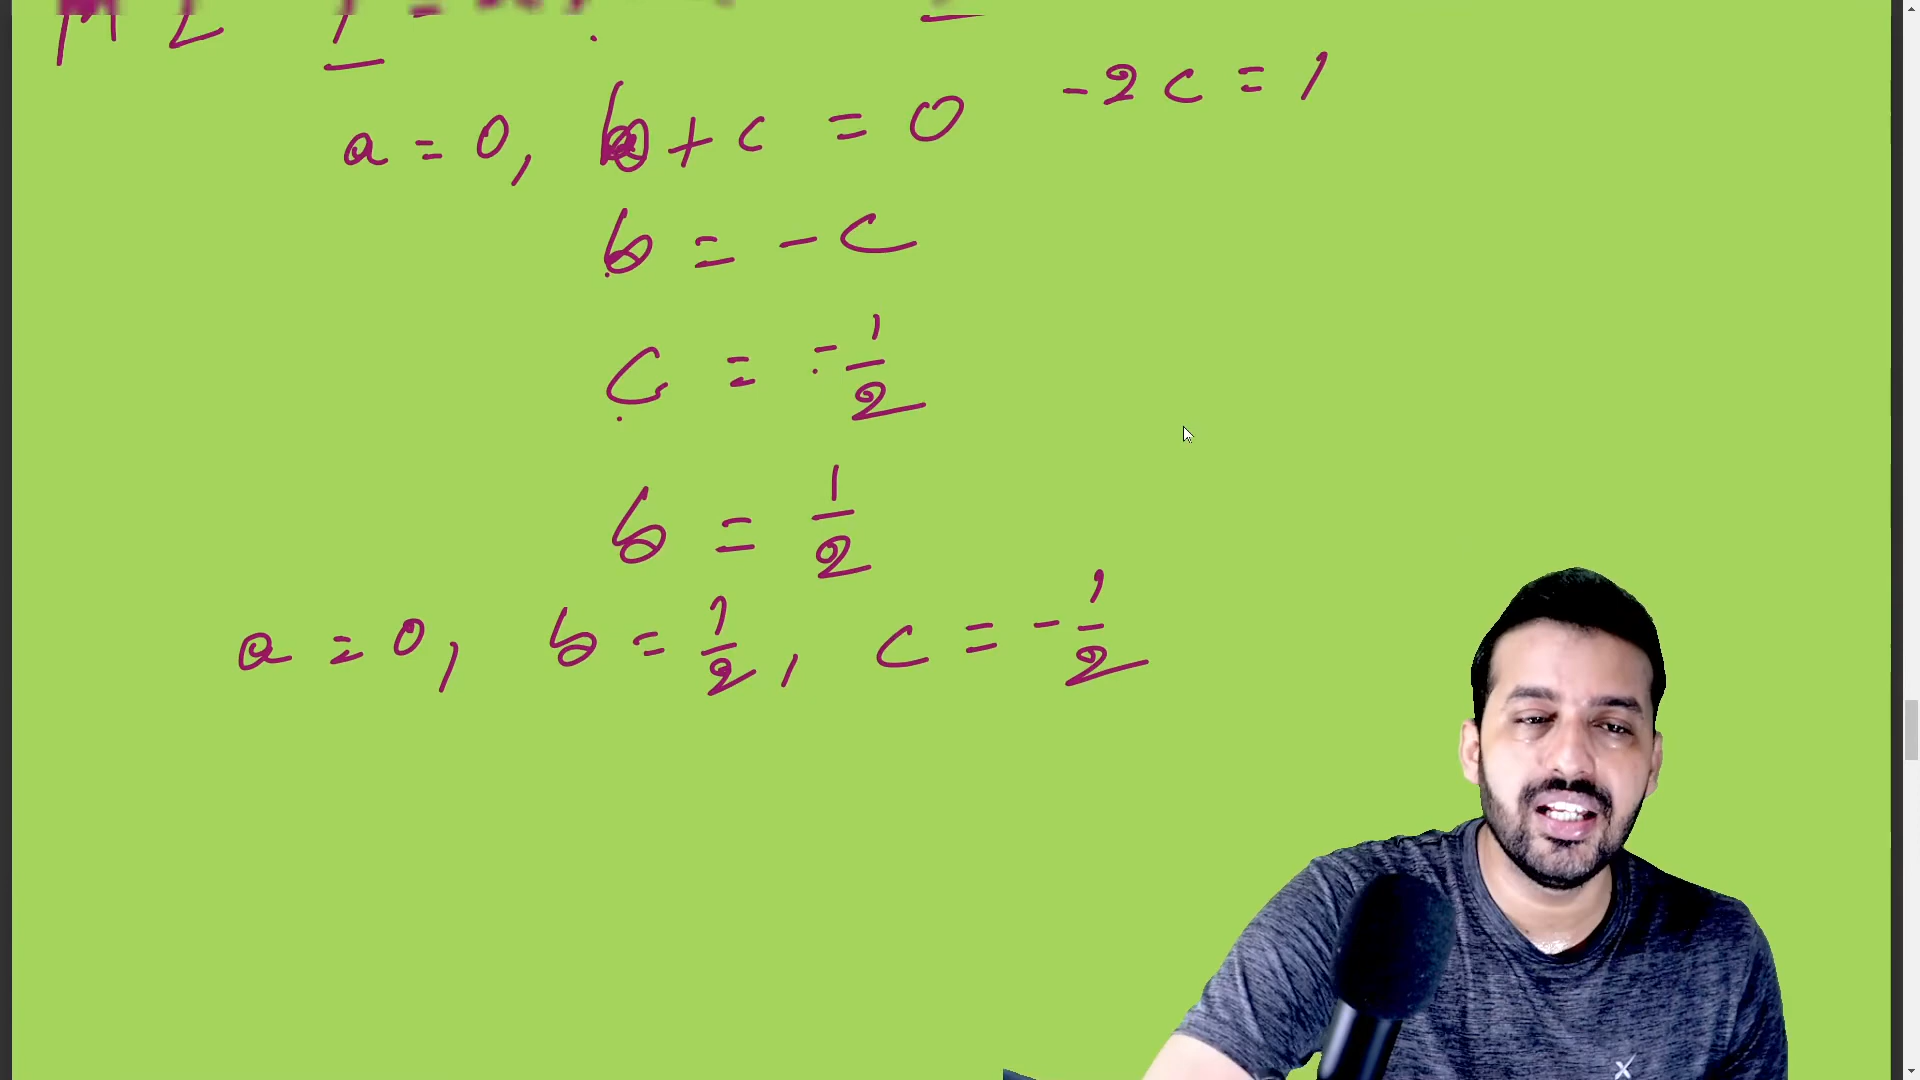 a = 0, b + c = 0 -2c = 1
b = - c
c = - 1/2
b = 1/2
a = 0, b = 1/2, c = - 1/2
X